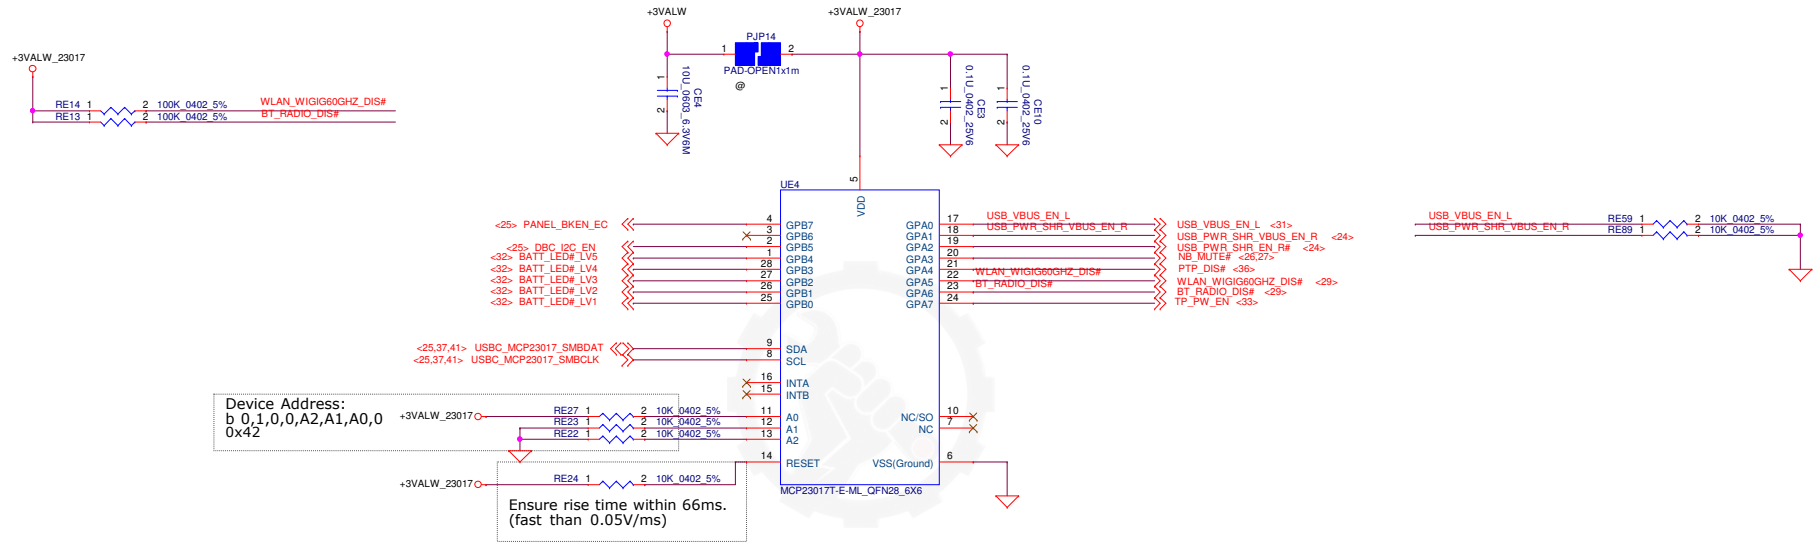 +3VALW
+3VALW_23017
+3VALW_23017
PJP14
1 2
PAD-OPEN1x1m
@
1
2
10U_0603_6.3V6M
CE4
1
2
0.1U_0402_25V6
CE3
1
2
0.1U_0402_25V6
CE10
RE14 1 2 100K_0402_5% WLAN_WIGIG60GHZ_DIS#
RE13 1 2 100K_0402_5% BT_RADIO_DIS#
UE4
5
VDD
<25> PANEL_BKEN_EC 4 GPB7
3 GPB6
<25> DBC_I2C_EN 2 GPB5
<32> BATT_LED#_LV5 1 GPB4
<32> BATT_LED#_LV4 28 GPB3
<32> BATT_LED#_LV3 27 GPB2
<32> BATT_LED#_LV2 26 GPB1
<32> BATT_LED#_LV1 25 GPB0
GPA0 17 USB_VBUS_EN_L USB_VBUS_EN_L <31>
GPA1 18 USB_PWR_SHR_VBUS_EN_R USB_PWR_SHR_VBUS_EN_R <24>
GPA2 19 USB_PWR_SHR_EN_R# <24>
GPA3 20 NB_MUTE# <26,27>
GPA4 21 PTP_DIS# <36>
GPA5 22 WLAN_WIGIG60GHZ_DIS# WLAN_WIGIG60GHZ_DIS# <29>
GPA6 23 BT_RADIO_DIS# BT_RADIO_DIS# <29>
GPA7 24 TP_PW_EN <33>
USB_VBUS_EN_L RE59 1 2 10K_0402_5%
USB_PWR_SHR_VBUS_EN_R RE89 1 2 10K_0402_5%
<25,37,41> USBC_MCP23017_SMBDAT 9 SDA
<25,37,41> USBC_MCP23017_SMBCLK 8 SCL
16 INTA
15 INTB
Device Address:
b 0,1,0,0,A2,A1,A0,0
0x42
+3VALW_23017 RE27 1 2 10K_0402_5% 11 A0
RE23 1 2 10K_0402_5% 12 A1
RE22 1 2 10K_0402_5% 13 A2
NC/SO 10
NC 7
14 RESET
VSS(Ground) 6
+3VALW_23017 RE24 1 2 10K_0402_5%
MCP23017T-E-ML_QFN28_6X6
Ensure rise time within 66ms.
(fast than 0.05V/ms)